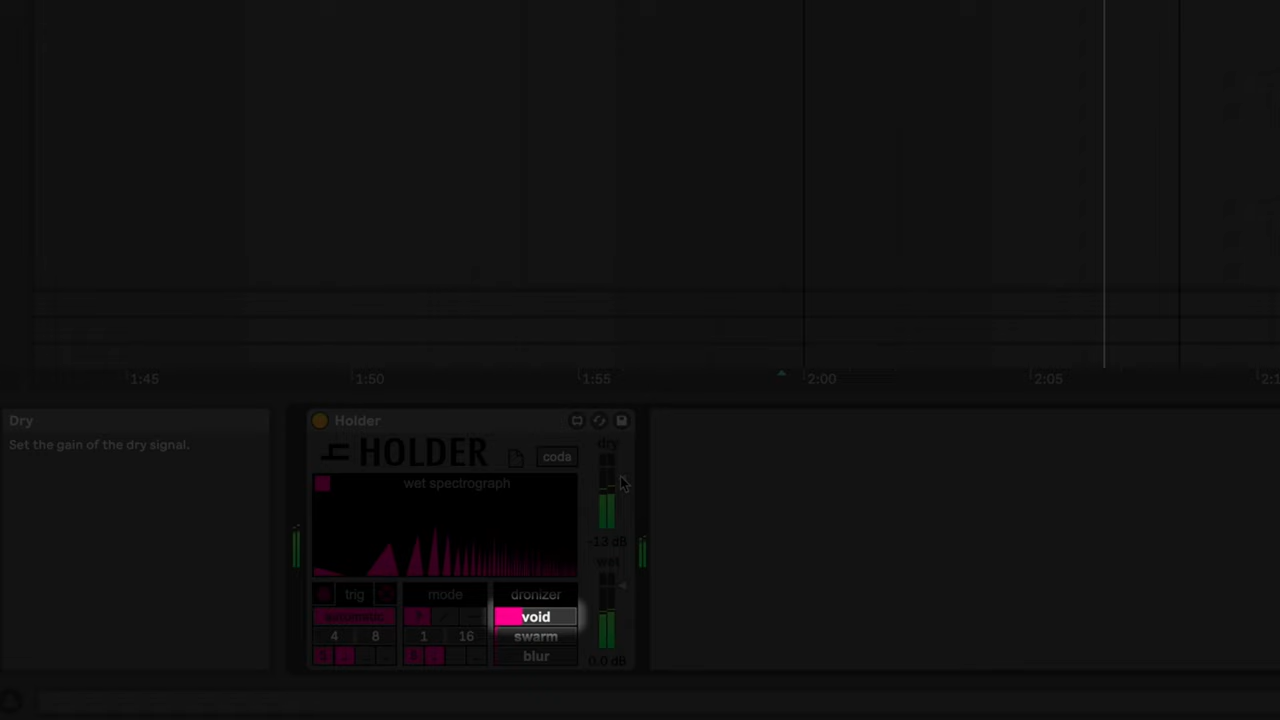 1:45 1:50 1:55 2:00 2:05
Dry
Set the gain of the dry signal.
Holder
HOLDER
coda
dry
wet spectrograph
-13 dB
wet
trig
mode
dronizer
void
4 8
1 16
swarm
blur
0.0 dB